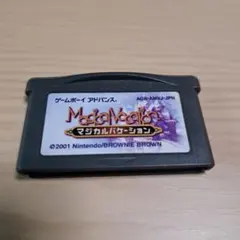 ゲームボーイ アドバンス
AGB-AMVJ-JPN
Magical Vacation
マジカルバケーション
©2001 Nintendo/BROWNIE BROWN